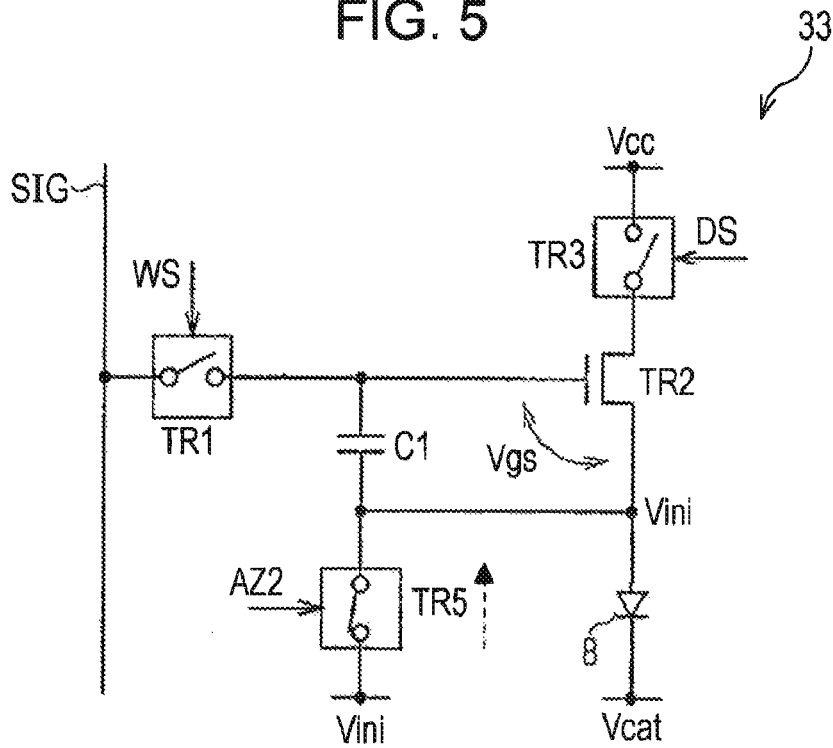 FIG. 5
33
Vcc
SIG
DS
TR3
WS
TR2
TR1
C1
Vgs
Vini
AZ2
TR5
8
Vini
Vcat